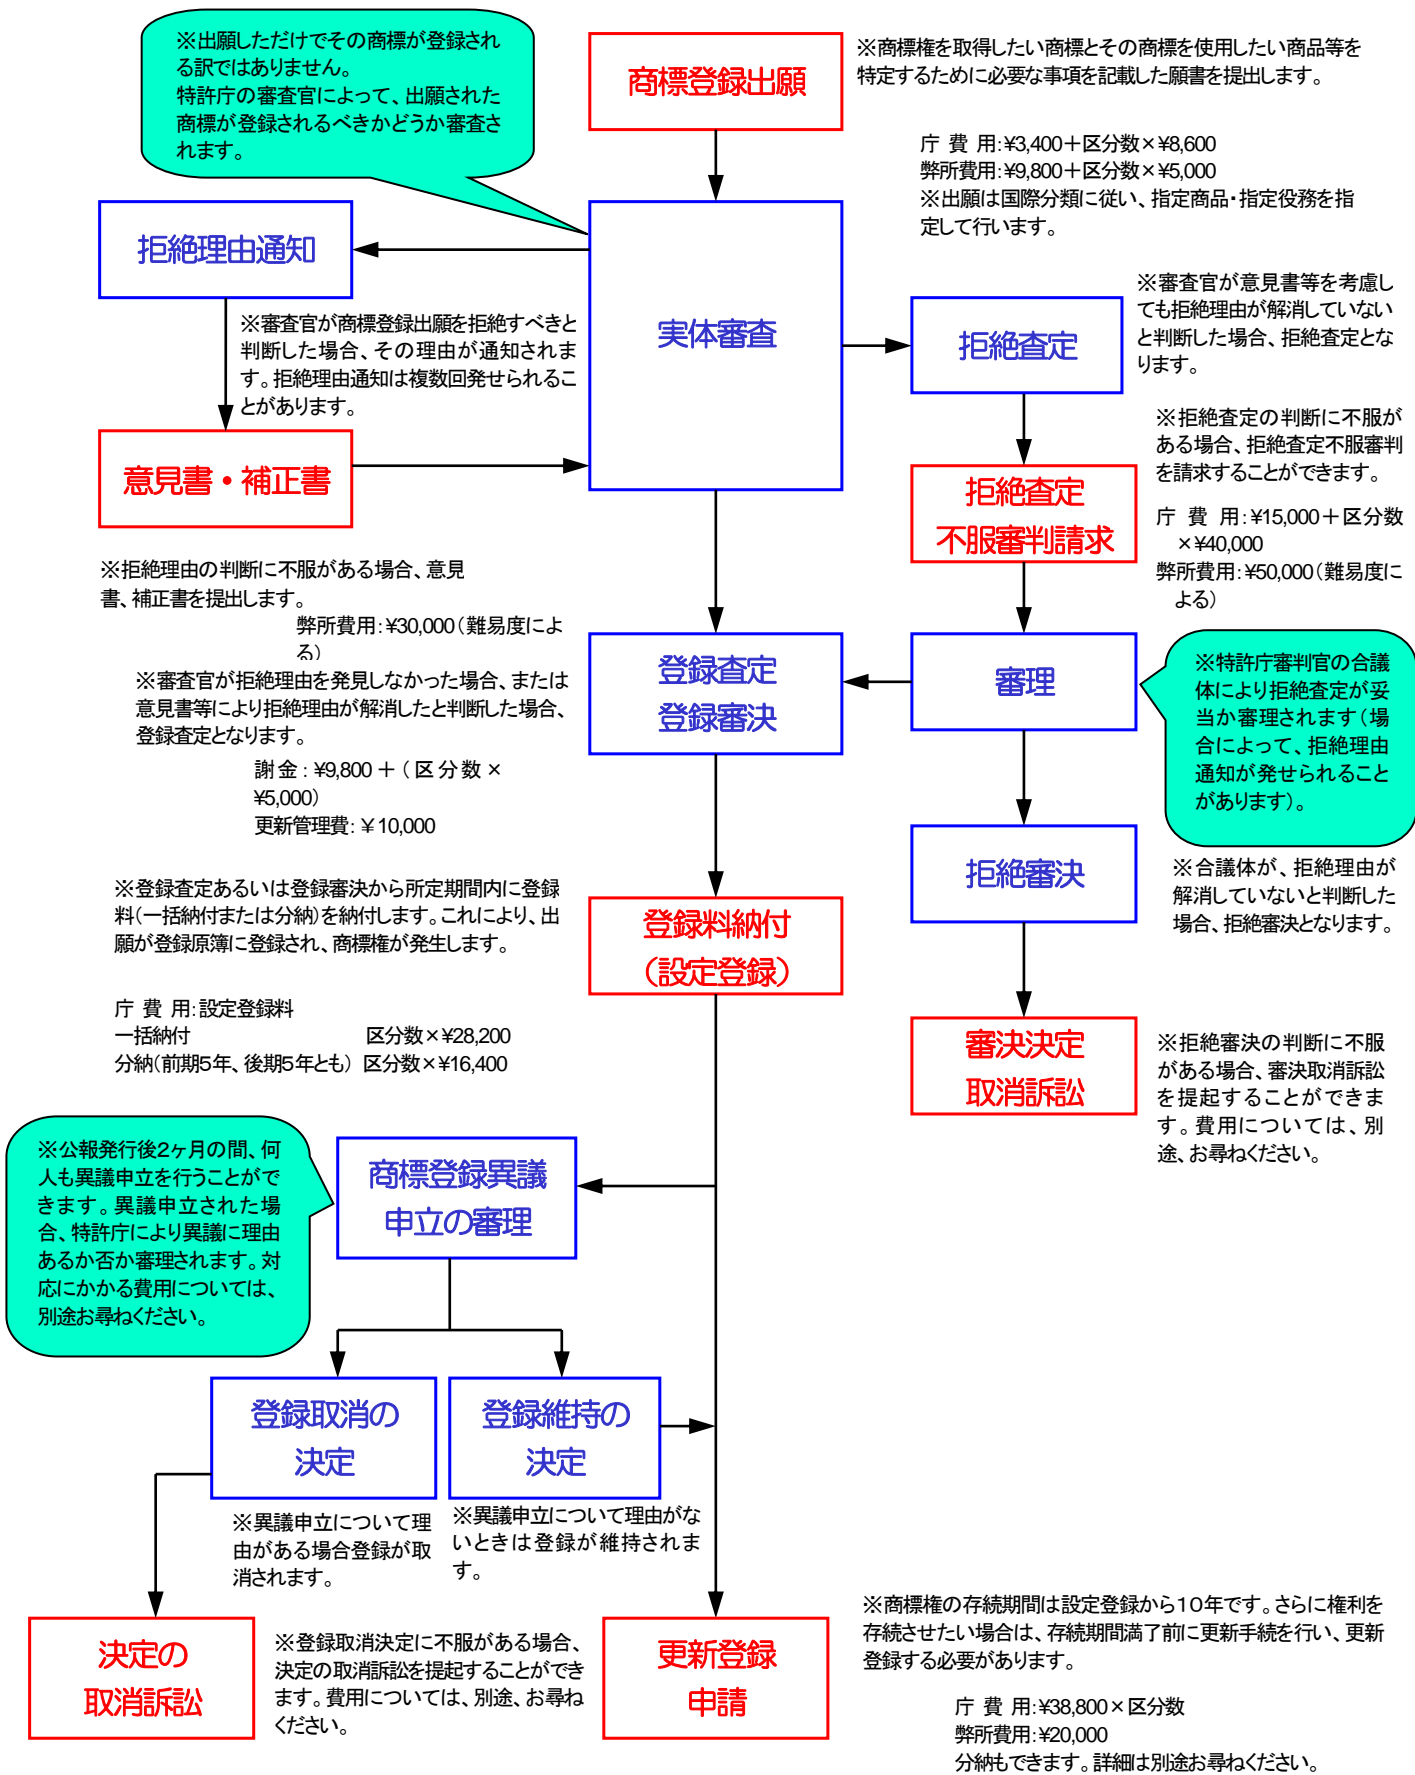 ※出願しただけでその商標が登録され
る訳ではありません。
特許庁の審査官によって、出願された
商標が登録されるべきかどうか審査さ
れます。
商標登録出願
※商標権を取得したい商標とその商標を使用したい商品等を
特定するために必要な事項を記載した願書を提出します。
庁 費 用:¥3,400＋区分数×¥8,600
弊所費用:¥9,800＋区分数×¥5,000
※出願は国際分類に従い、指定商品・指定役務を指
定して行います。
拒絶理由通知
※審査官が商標登録出願を拒絶すべきと
判断した場合、その理由が通知されま
す。拒絶理由通知は複数回発せられるこ
とがあります。
実体審査
拒絶査定
※審査官が意見書等を考慮し
ても拒絶理由が解消していない
と判断した場合、拒絶査定とな
ります。
意見書・補正書
拒絶査定
不服審判請求
※拒絶査定の判断に不服が
ある場合、拒絶査定不服審判
を請求することができます。
庁 費 用:¥15,000＋区分数
×¥40,000
弊所費用:¥50,000（難易度に
よる）
※拒絶理由の判断に不服がある場合、意見
書、補正書を提出します。
弊所費用:¥30,000（難易度によ
る）
※審査官が拒絶理由を発見しなかった場合、または
意見書等により拒絶理由が解消したと判断した場合、
登録査定となります。
謝金:¥9,800＋（区分数×
¥5,000）
更新管理費:￥10,000
登録査定
登録審決
審理
※特許庁審判官の合議
体により拒絶査定が妥
当か審理されます（場
合によって、拒絶理由
通知が発せられること
があります）。
拒絶審決
※合議体が、拒絶理由が
解消していないと判断した
場合、拒絶審決となります。
※登録査定あるいは登録審決から所定期間内に登録
料（一括納付または分納）を納付します。これにより、出
願が登録原簿に登録され、商標権が発生します。
登録料納付
（設定登録）
庁 費 用:設定登録料
一括納付 区分数×¥28,200
分納（前期5年、後期5年とも） 区分数×¥16,400
審決決定
取消訴訟
※拒絶審決の判断に不服
がある場合、審決取消訴訟
を提起することができま
す。費用については、別
途、お尋ねください。
※公報発行後2ヶ月の間、何
人も異議申立を行うことがで
きます。異議申立された場
合、特許庁により異議に理由
あるか否か審理されます。対
応にかかる費用については、
別途お尋ねください。
商標登録異議
申立の審理
登録取消の
決定
登録維持の
決定
※異議申立について理
由がある場合登録が取
消されます。
※異議申立について理由がな
いときは登録が維持されま
す。
決定の
取消訴訟
※登録取消決定に不服がある場合、
決定の取消訴訟を提起することができ
ます。費用については、別途、お尋ね
ください。
更新登録
申請
※商標権の存続期間は設定登録から10年です。さらに権利を
存続させたい場合は、存続期間満了前に更新手続を行い、更新
登録する必要があります。
庁 費 用:¥38,800×区分数
弊所費用:¥20,000
分納もできます。詳細は別途お尋ねください。